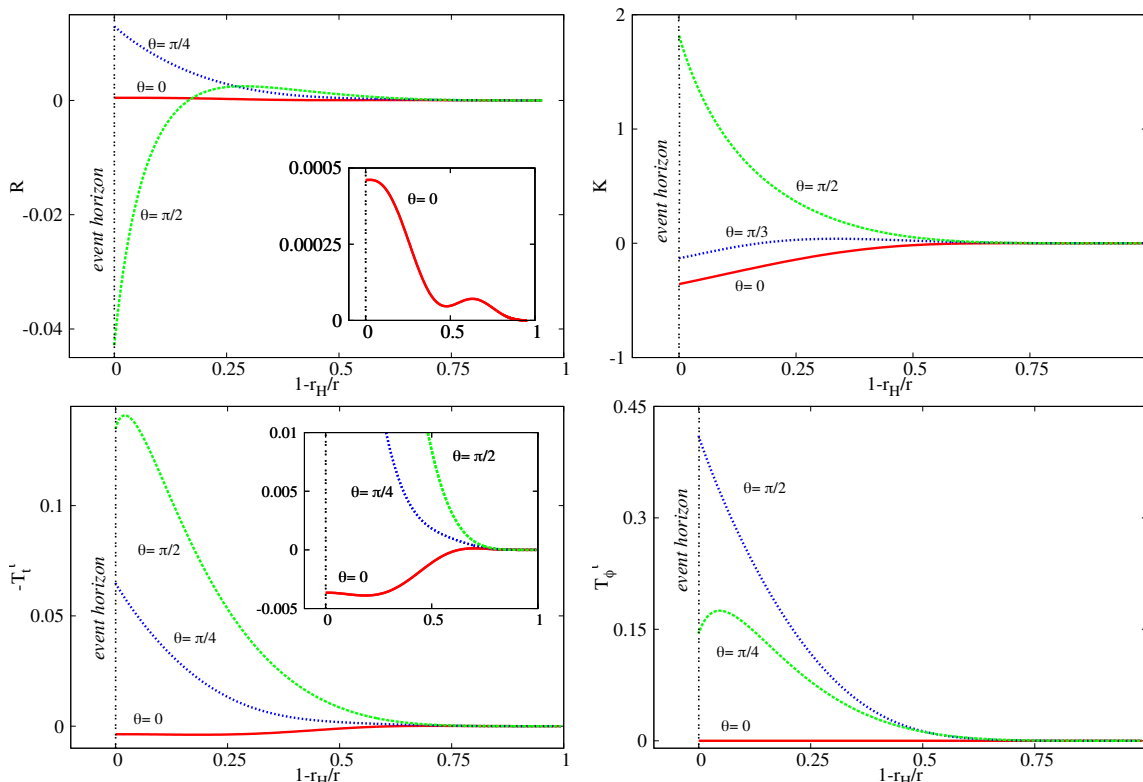 0
-0.02
-0.04
R
event horizon
θ= π/4
θ= 0
θ= π/2
0.0005
0.00025
0
θ= 0
0
0.5
1
0
0.25
0.5
0.75
1
1-r_H/r
2
1
0
-1
K
event horizon
θ= π/2
θ= π/3
θ= 0
0
0.25
0.5
0.75
1-r_H/r
0.1
0.05
0
-T_t^t
event horizon
θ= π/2
θ= π/4
θ= 0
0.01
0.005
0
-0.005
θ= π/2
θ= π/4
θ= 0
0
0.5
1
0
0.25
0.5
0.75
1
1-r_H/r
0.45
0.3
0.15
0
T_ϕ^t
event horizon
θ= π/2
θ= π/4
θ= 0
0
0.25
0.5
0.75
1-r_H/r